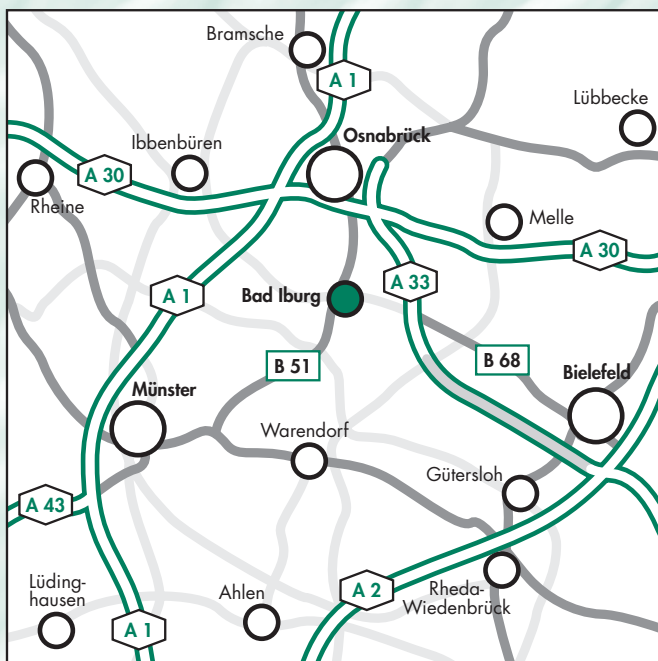 Bramsche
A 1
Lübbecke
Osnabrück
Ibbenbüren
A 30
Rheine
Melle
A 30
A 33
A 1
Bad Iburg
B 51
B 68
Bielefeld
Münster
Warendorf
Gütersloh
A 43
Lüding-
hausen
Ahlen
A 2
Rheda-
Wiedenbrück
A 1